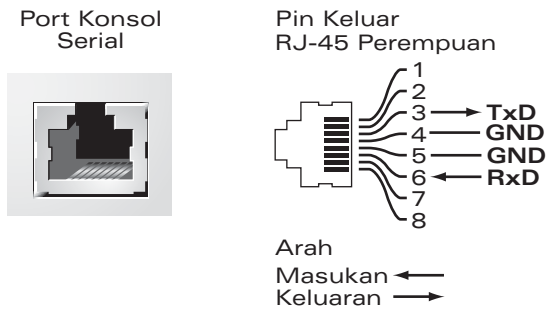 Port Konsol
Serial
Pin Keluar
RJ-45 Perempuan
1
2
3 TxD
4 GND
5 GND
6 RxD
7
8
Arah
Masukan
Keluaran